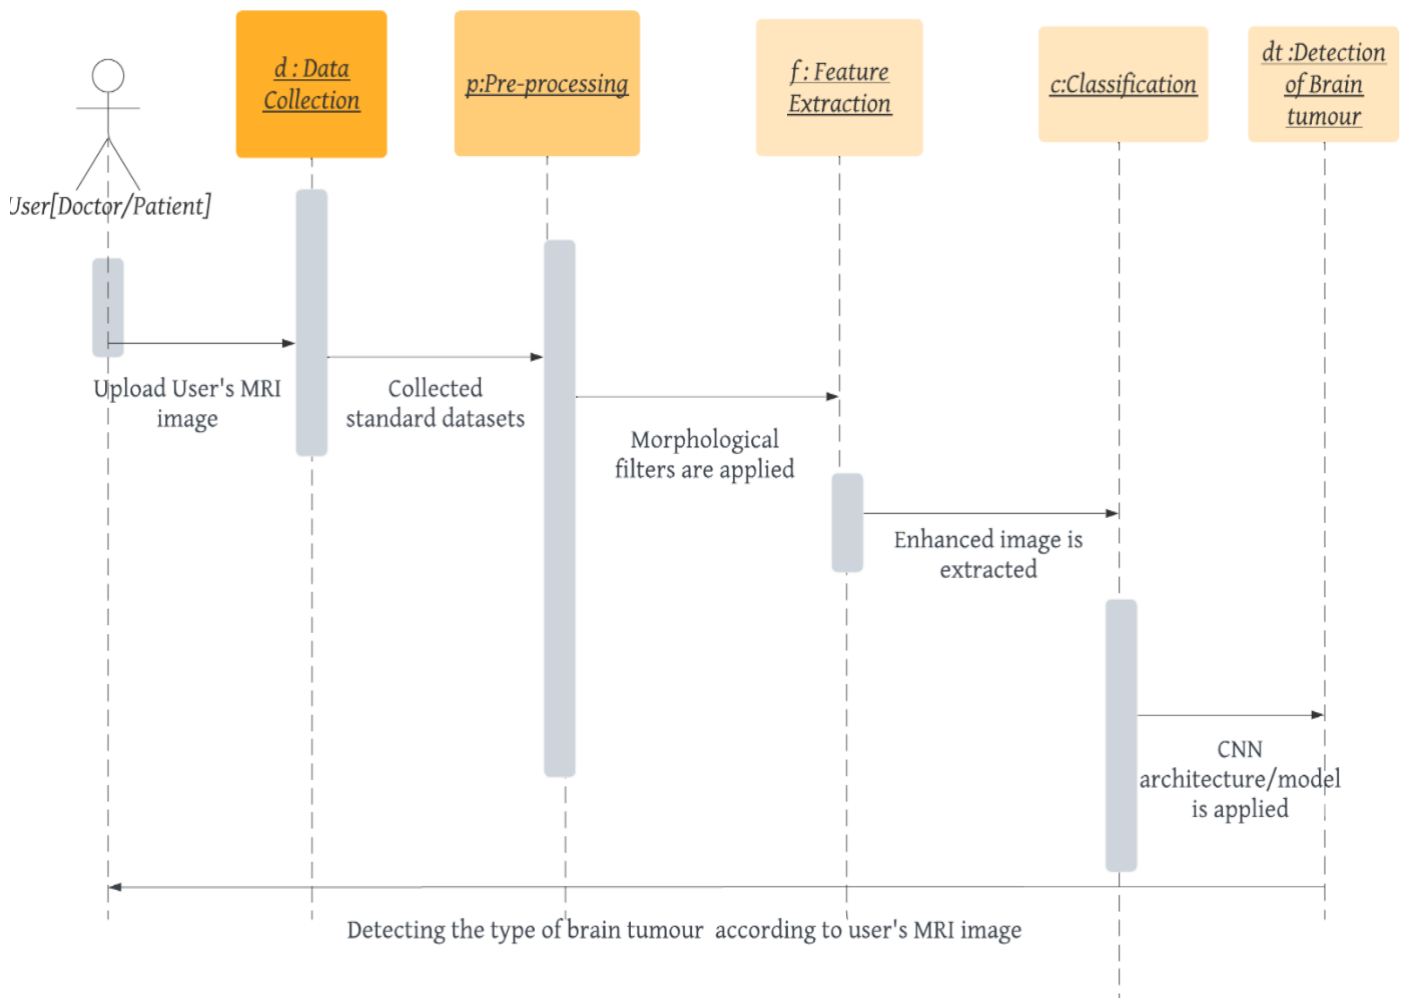 d : Data
Collection
p:Pre-processing
f : Feature
Extraction
c:Classification
dt :Detection
of Brain
tumour
User[Doctor/Patient]
Upload User's MRI
image
Collected
standard datasets
Morphological
filters are applied
Enhanced image is
extracted
CNN
architecture/model
is applied
Detecting the type of brain tumour according to user's MRI image